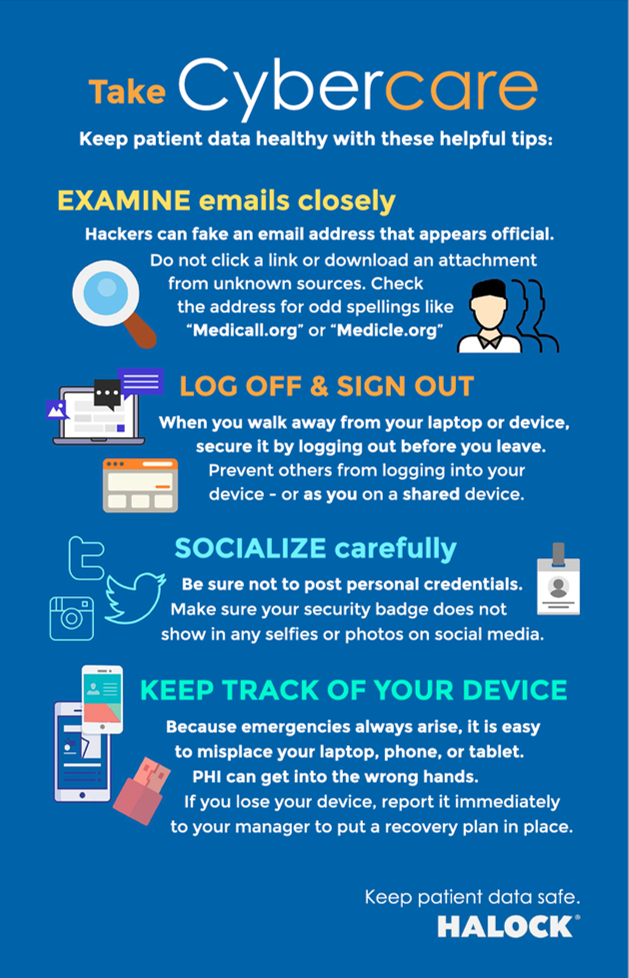 Take Cybercare
Keep patient data healthy with these helpful tips:
EXAMINE emails closely
Hackers can fake an email address that appears official.
Do not click a link or download an attachment
from unknown sources. Check
the address for odd spellings like
“Medicall.org” or “Medicle.org”
LOG OFF & SIGN OUT
When you walk away from your laptop or device,
secure it by logging out before you leave.
Prevent others from logging into your
device - or as you on a shared device.
SOCIALIZE carefully
Be sure not to post personal credentials.
Make sure your security badge does not
show in any selfies or photos on social media.
KEEP TRACK OF YOUR DEVICE
Because emergencies always arise, it is easy
to misplace your laptop, phone, or tablet.
PHI can get into the wrong hands.
If you lose your device, report it immediately
to your manager to put a recovery plan in place.
Keep patient data safe.
HALOCK®